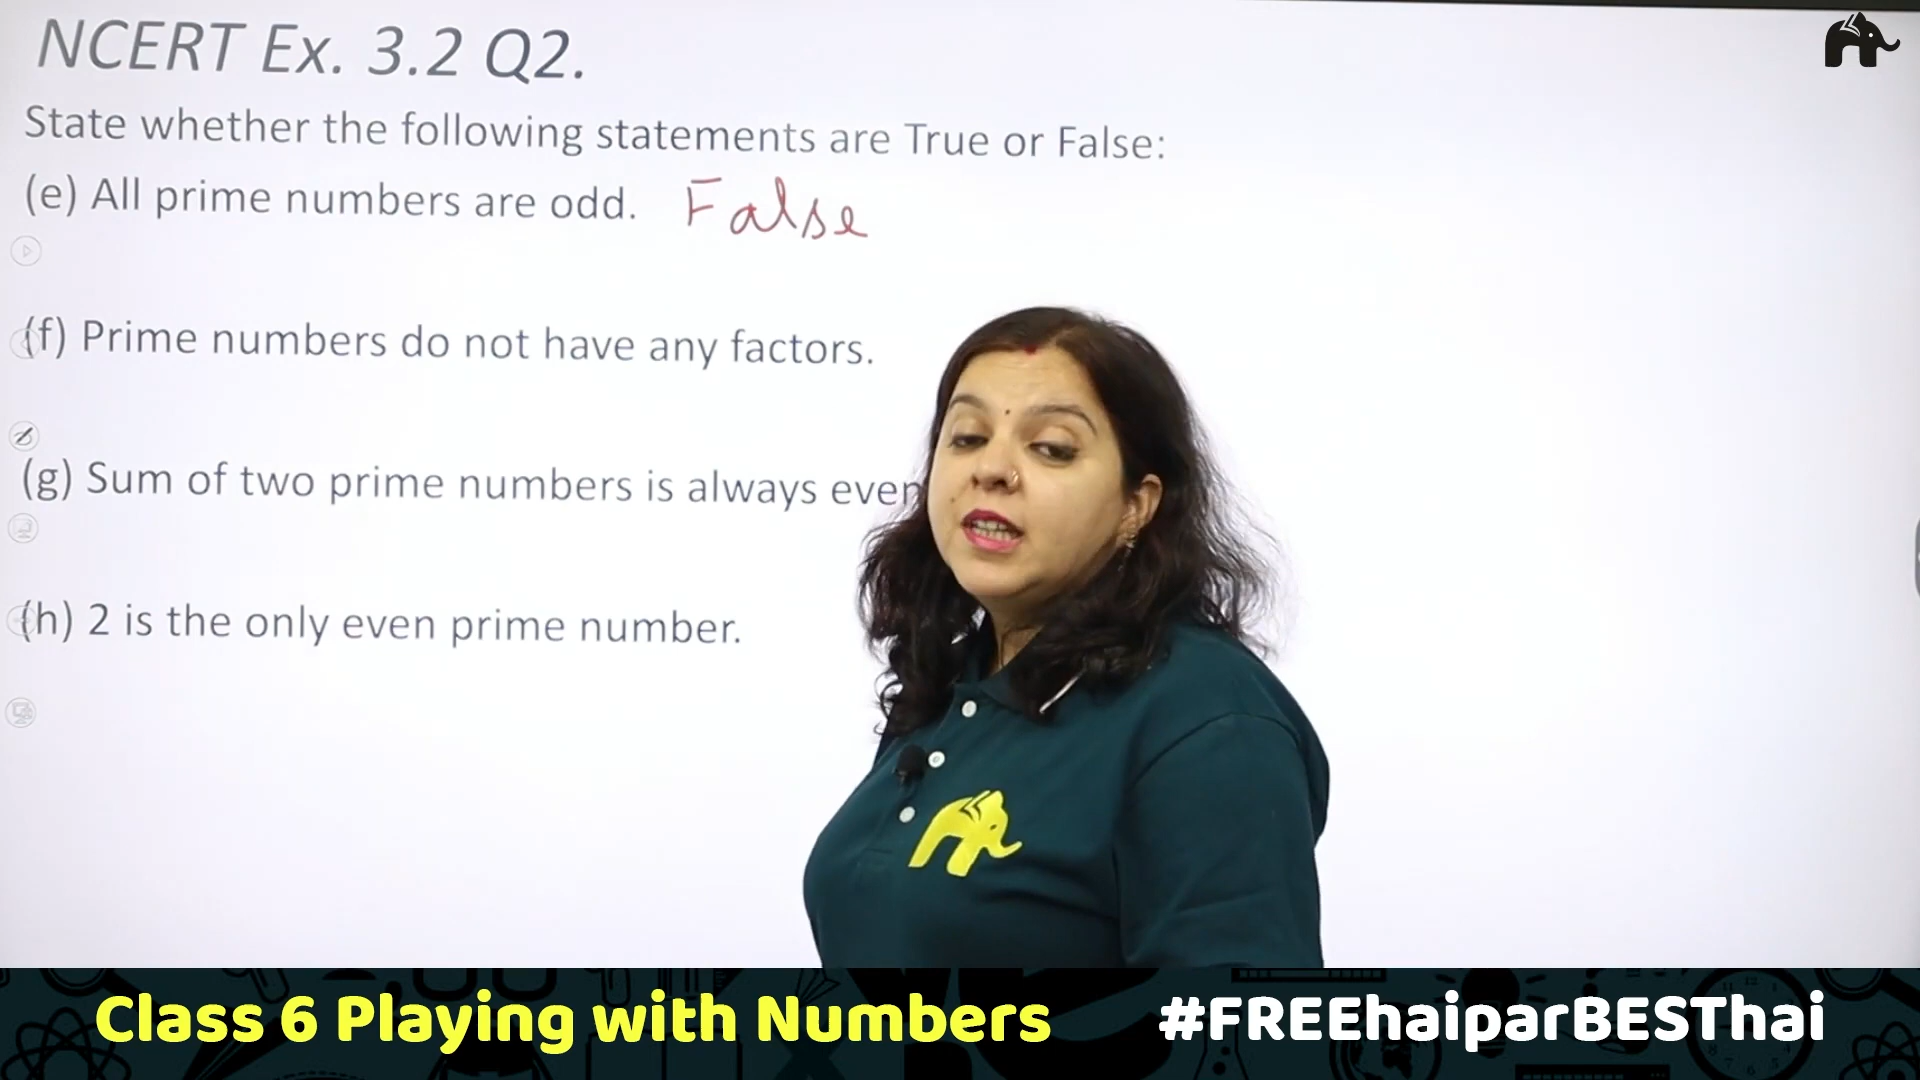 NCERT Ex. 3.2 Q2.
State whether the following statements are True or False:
(e) All prime numbers are odd. False
(f) Prime numbers do not have any factors.
(g) Sum of two prime numbers is always even
(h) 2 is the only even prime number.
Class 6 Playing with Numbers #FREEhaiparBESThai